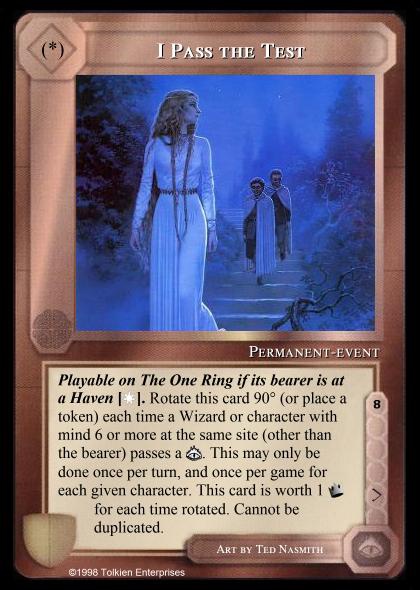 (*)
I Pass the Test
Permanent-event
Playable on The One Ring if its bearer is at
a Haven [ ]. Rotate this card 90° (or place a
token) each time a Wizard or character with
mind 6 or more at the same site (other than
the bearer) passes a . This may only be
done once per turn, and once per game for
each given character. This card is worth 1
for each time rotated. Cannot be
duplicated.
8
Art by Ted Nasmith
©1998 Tolkien Enterprises